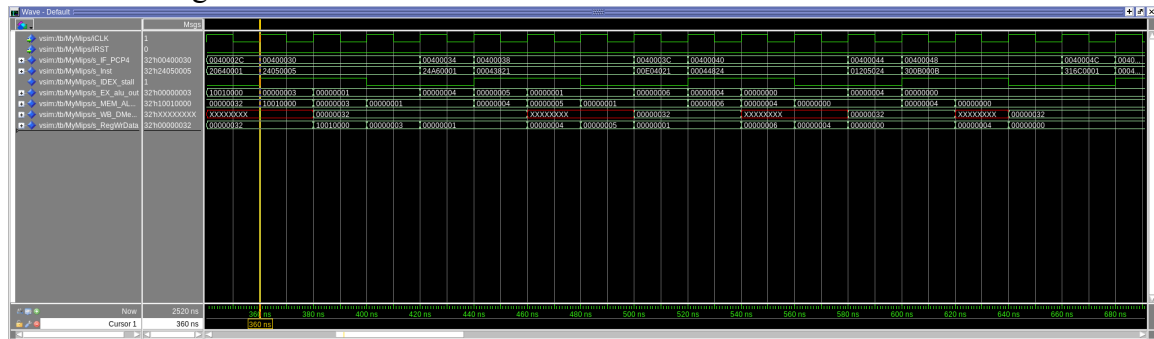 Wave - Default
Msgs
vsim:/tb/MyMips/iCLK 1
vsim:/tb/MyMips/iRST 0
vsim:/tb/MyMips/s_IF_PCP4 32'h00400030 0040002C 00400030 00400034 00400038 0040003C 00400040 00400044 00400048 0040004C 0040...
vsim:/tb/MyMips/s_Inst 32'h24050005 20640001 24050005 24A60001 00043821 00E04021 00044824 01205024 300B000B 316C0001 0004...
vsim:/tb/MyMips/s_IDEX_stall 1
vsim:/tb/MyMips/s_EX_alu_out 32'h00000003 10010000 00000003 00000001 00000004 00000005 00000001 00000006 00000004 00000000 00000004 00000000
vsim:/tb/MyMips/s_MEM_AL... 32'h10010000 00000032 10010000 00000003 00000001 00000004 00000005 00000001 00000006 00000004 00000000 00000004 00000000
vsim:/tb/MyMips/s_WB_DMe... 32'hXXXXXXXX XXXXXXXX 00000032 XXXXXXXX 00000032 XXXXXXXX 00000032 XXXXXXXX 00000032
vsim:/tb/MyMips/s_RegWrData 32'h00000032 00000032 10010000 00000003 00000001 00000004 00000005 00000001 00000006 00000004 00000000 00000004 00000000
Now 2520 ns 360 ns 380 ns 400 ns 420 ns 440 ns 460 ns 480 ns 500 ns 520 ns 540 ns 560 ns 580 ns 600 ns 620 ns 640 ns 660 ns 680 ns
Cursor 1 360 ns 360 ns